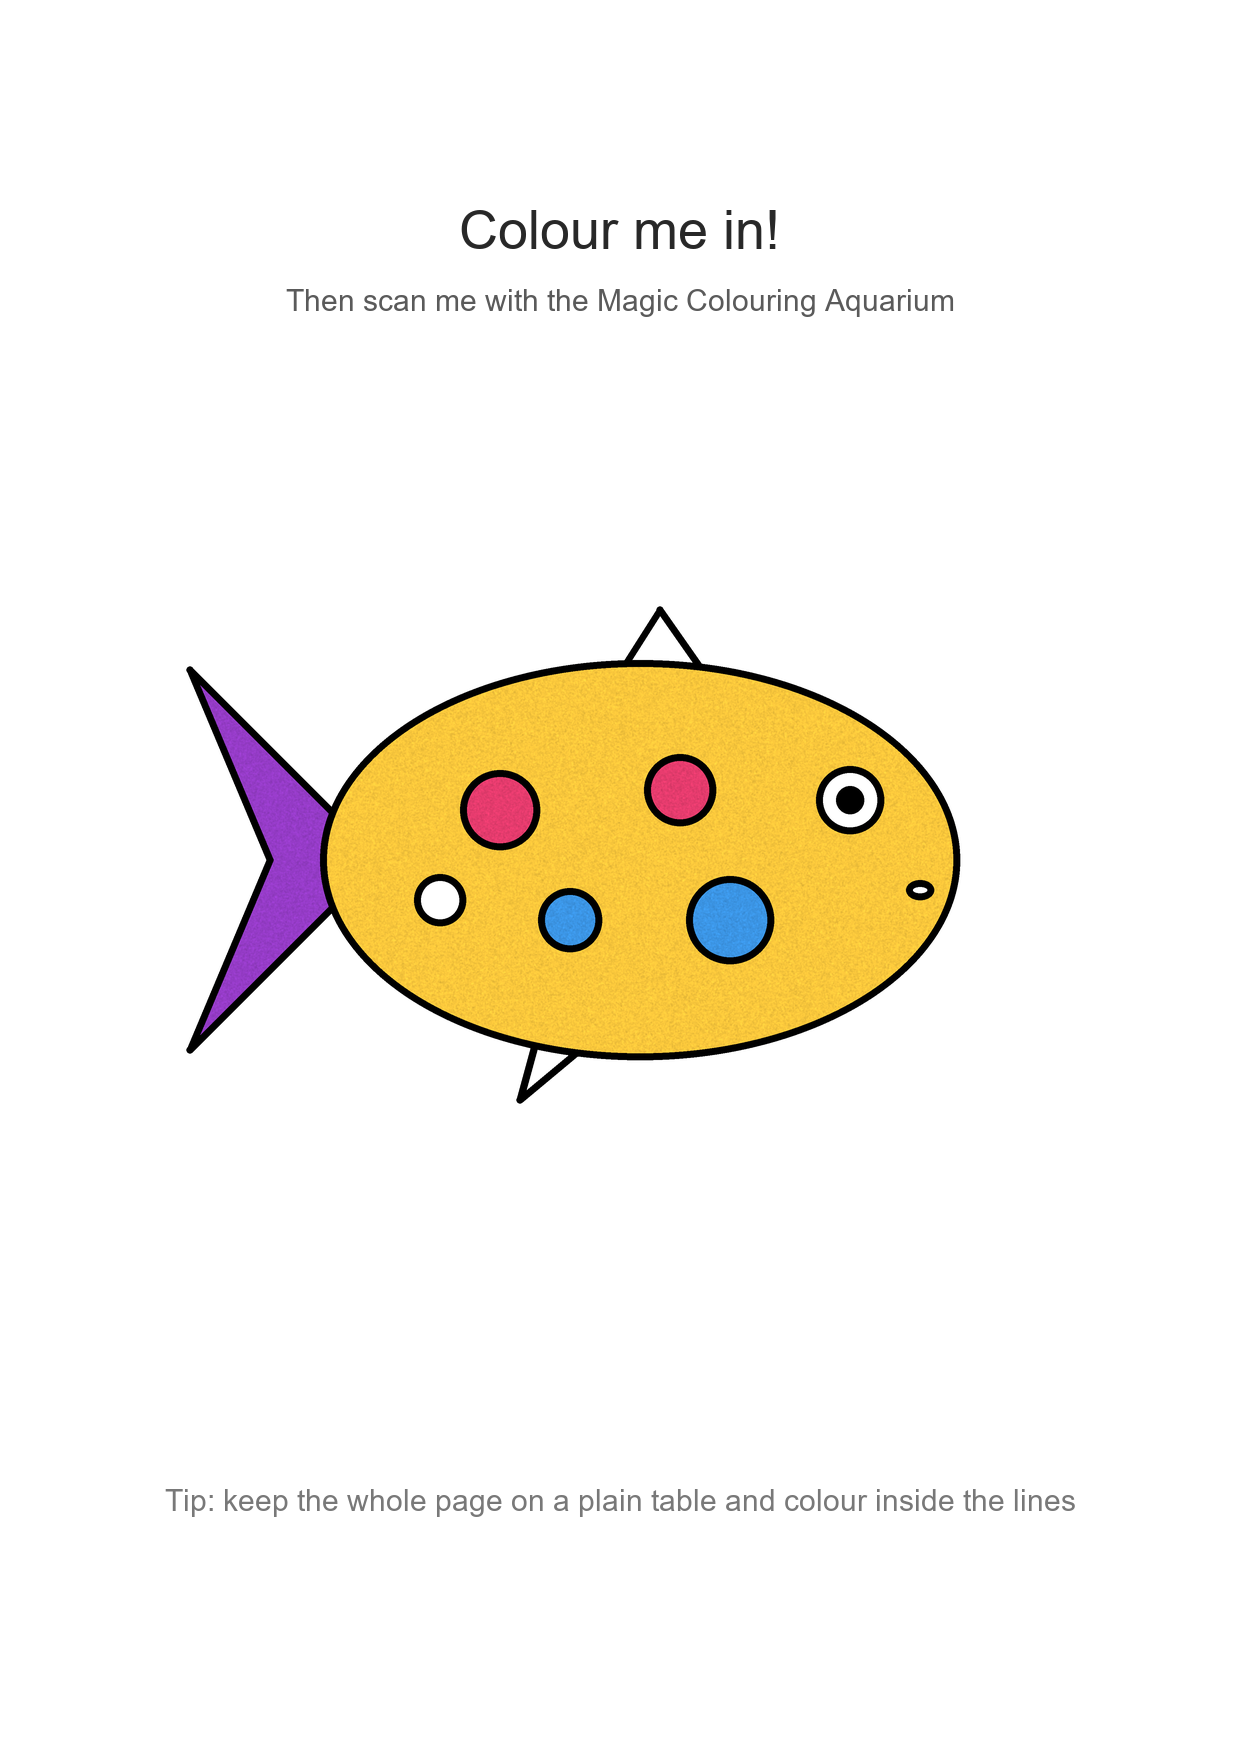 Colour me in!
Then scan me with the Magic Colouring Aquarium
Tip: keep the whole page on a plain table and colour inside the lines